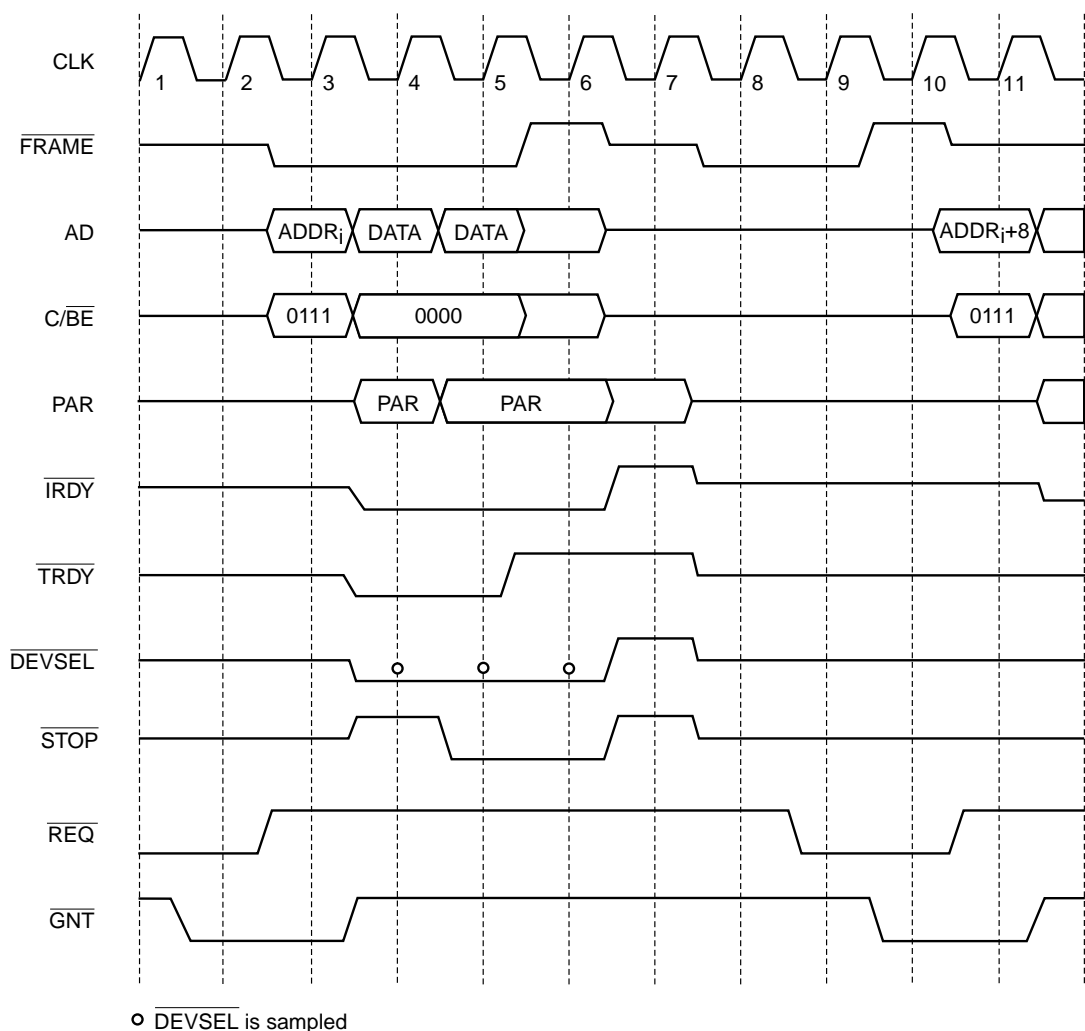 CLK
1 2 3 4 5 6 7 8 9 10 11
FRAME
AD
ADDRi DATA DATA ADDRi+8
C/BE
0111 0000 0111
PAR
PAR PAR
IRDY
TRDY
DEVSEL
STOP
REQ
GNT
DEVSEL is sampled